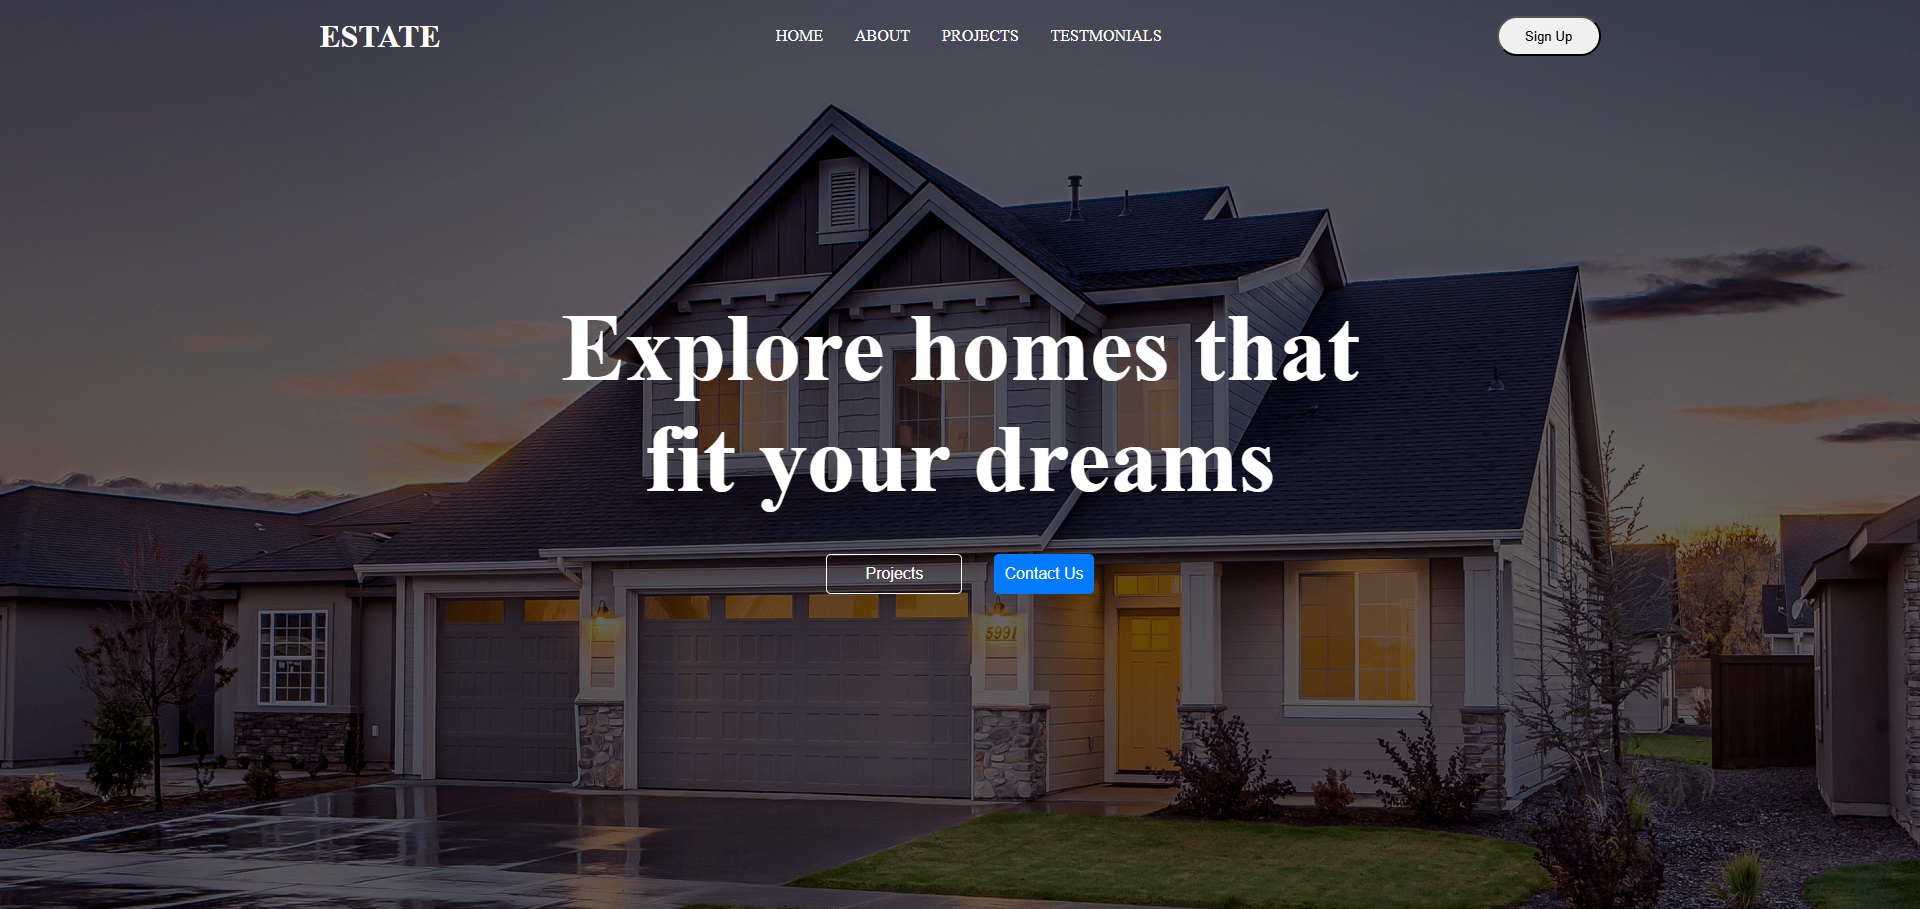 ESTATE
HOME ABOUT PROJECTS TESTMONIALS
Sign Up
Explore homes that
fit your dreams
Projects
Contact Us
5991